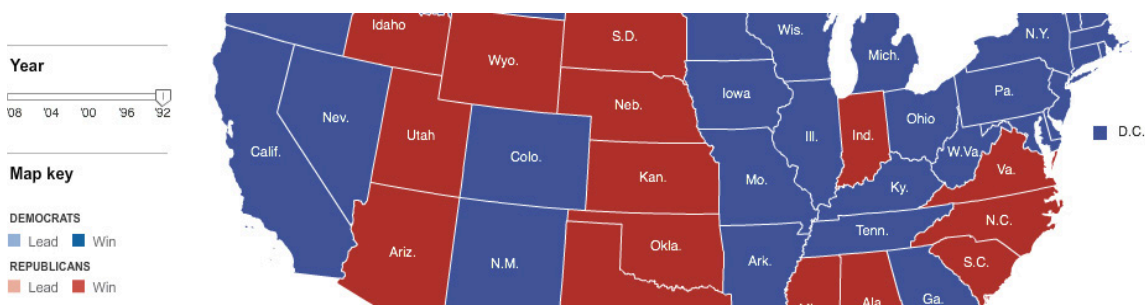 Year
'08 '04 '00 '96 '92
Map key
DEMOCRATS
Lead Win
REPUBLICANS
Lead Win
Idaho
S.D.
Wis.
Mich.
N.Y.
Wyo.
Nev.
Neb.
Iowa
Pa.
Utah
Ill.
Ind.
Ohio
D.C.
Calif.
Colo.
W.Va.
Kan.
Mo.
Ky.
Va.
Ariz.
N.M.
Okla.
Ark.
Tenn.
N.C.
S.C.
Ala.
Ga.